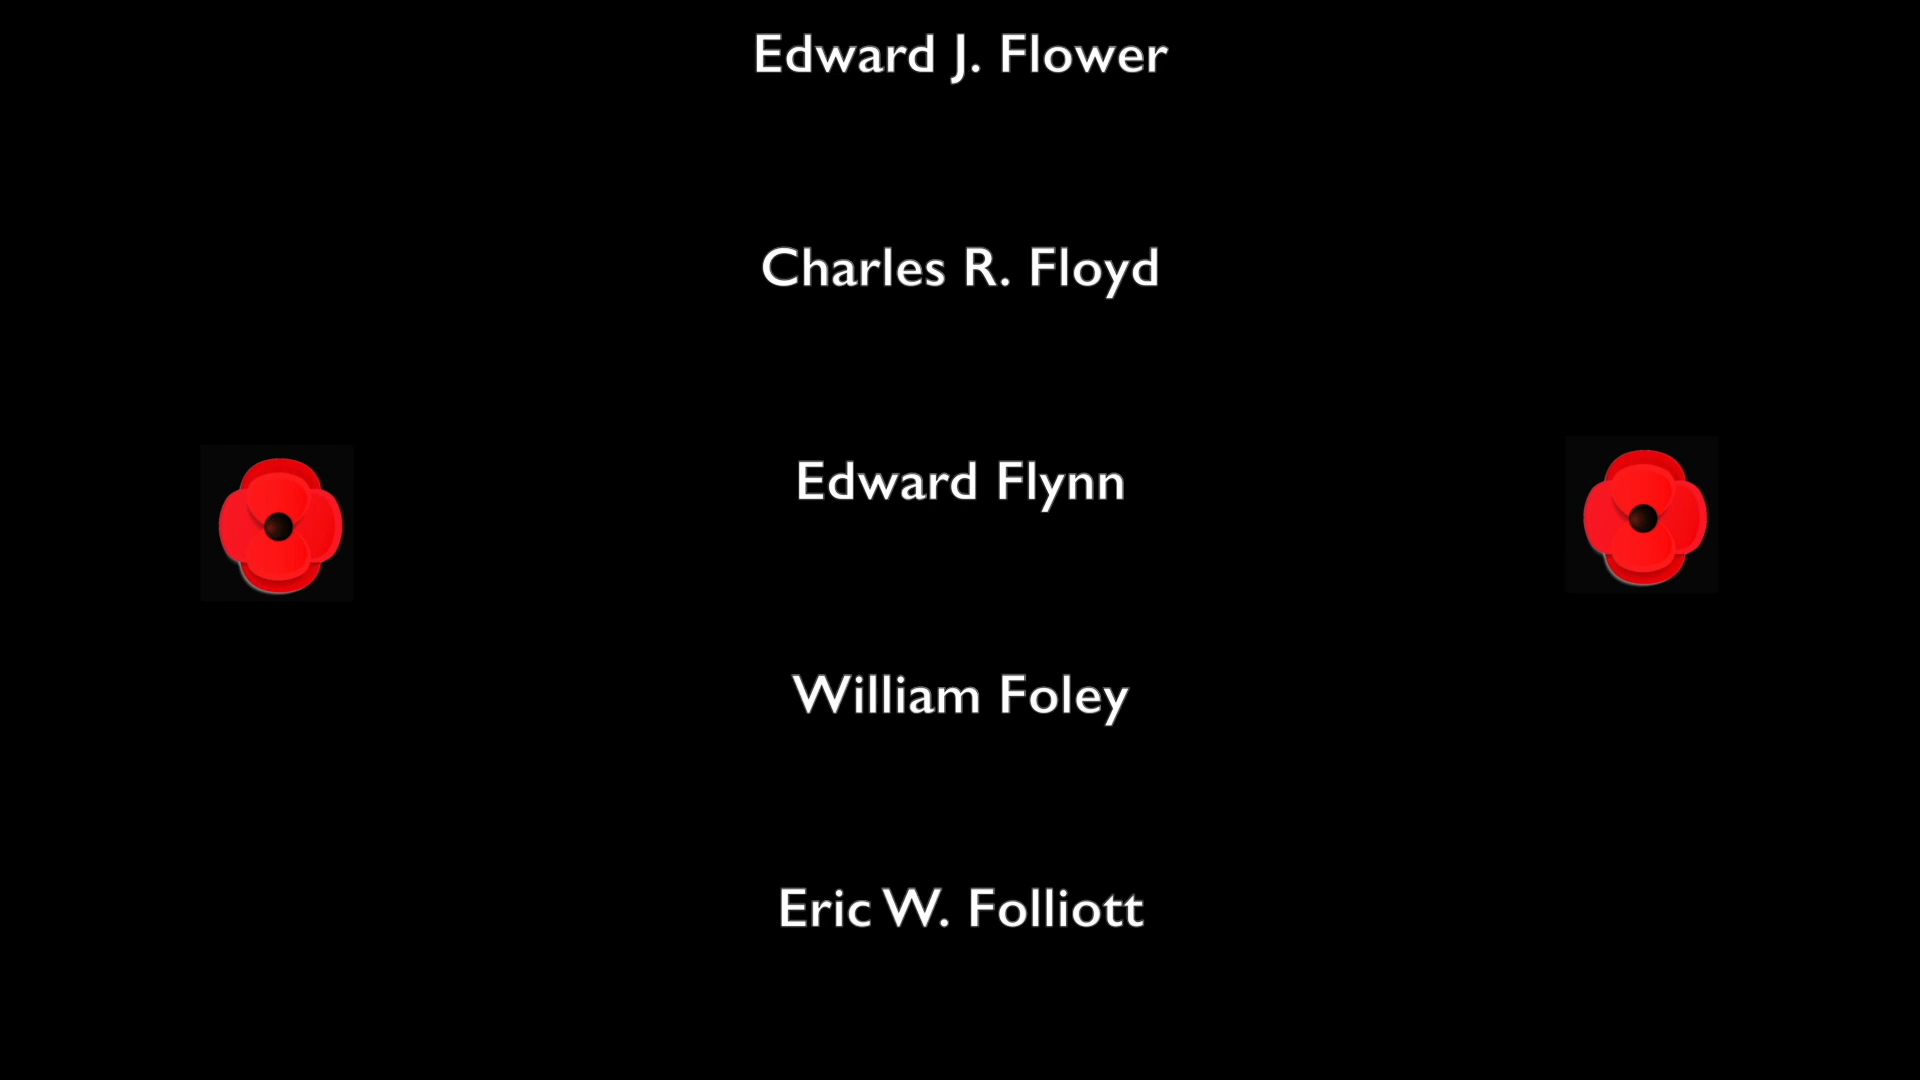 Edward J. Flower
Charles R. Floyd
Edward Flynn
William Foley
Eric W. Folliott